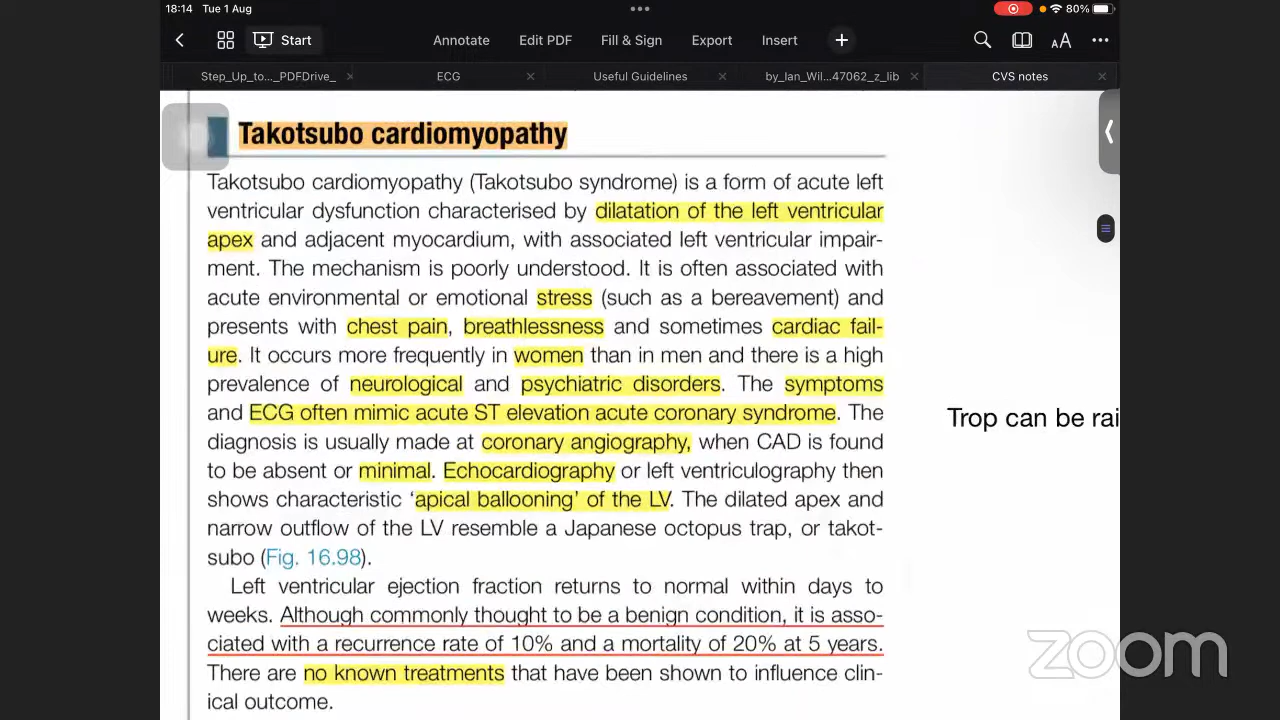 18:14 Tue 1 Aug
80%
Start
Annotate
Edit PDF
Fill & Sign
Export
Insert
AA
Step_Up_to..._PDFDrive_
ECG
Useful Guidelines
by_Ian_Wil...47062_z_lib
CVS notes
Takotsubo cardiomyopathy
Takotsubo cardiomyopathy (Takotsubo syndrome) is a form of acute left
ventricular dysfunction characterised by dilatation of the left ventricular
apex and adjacent myocardium, with associated left ventricular impair-
ment. The mechanism is poorly understood. It is often associated with
acute environmental or emotional stress (such as a bereavement) and
presents with chest pain, breathlessness and sometimes cardiac fail-
ure. It occurs more frequently in women than in men and there is a high
prevalence of neurological and psychiatric disorders. The symptoms
and ECG often mimic acute ST elevation acute coronary syndrome. The
diagnosis is usually made at coronary angiography, when CAD is found
to be absent or minimal. Echocardiography or left ventriculography then
shows characteristic ‘apical ballooning’ of the LV. The dilated apex and
narrow outflow of the LV resemble a Japanese octopus trap, or takot-
subo (Fig. 16.98).
Left ventricular ejection fraction returns to normal within days to
weeks. Although commonly thought to be a benign condition, it is asso-
ciated with a recurrence rate of 10% and a mortality of 20% at 5 years.
There are no known treatments that have been shown to influence clin-
ical outcome.
Trop can be rai
zoom